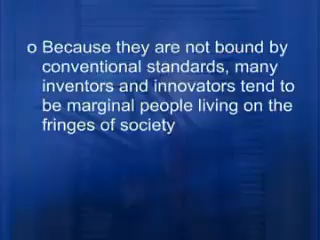 o Because they are not bound by
conventional standards, many
inventors and innovators tend to
be marginal people living on the
fringes of society